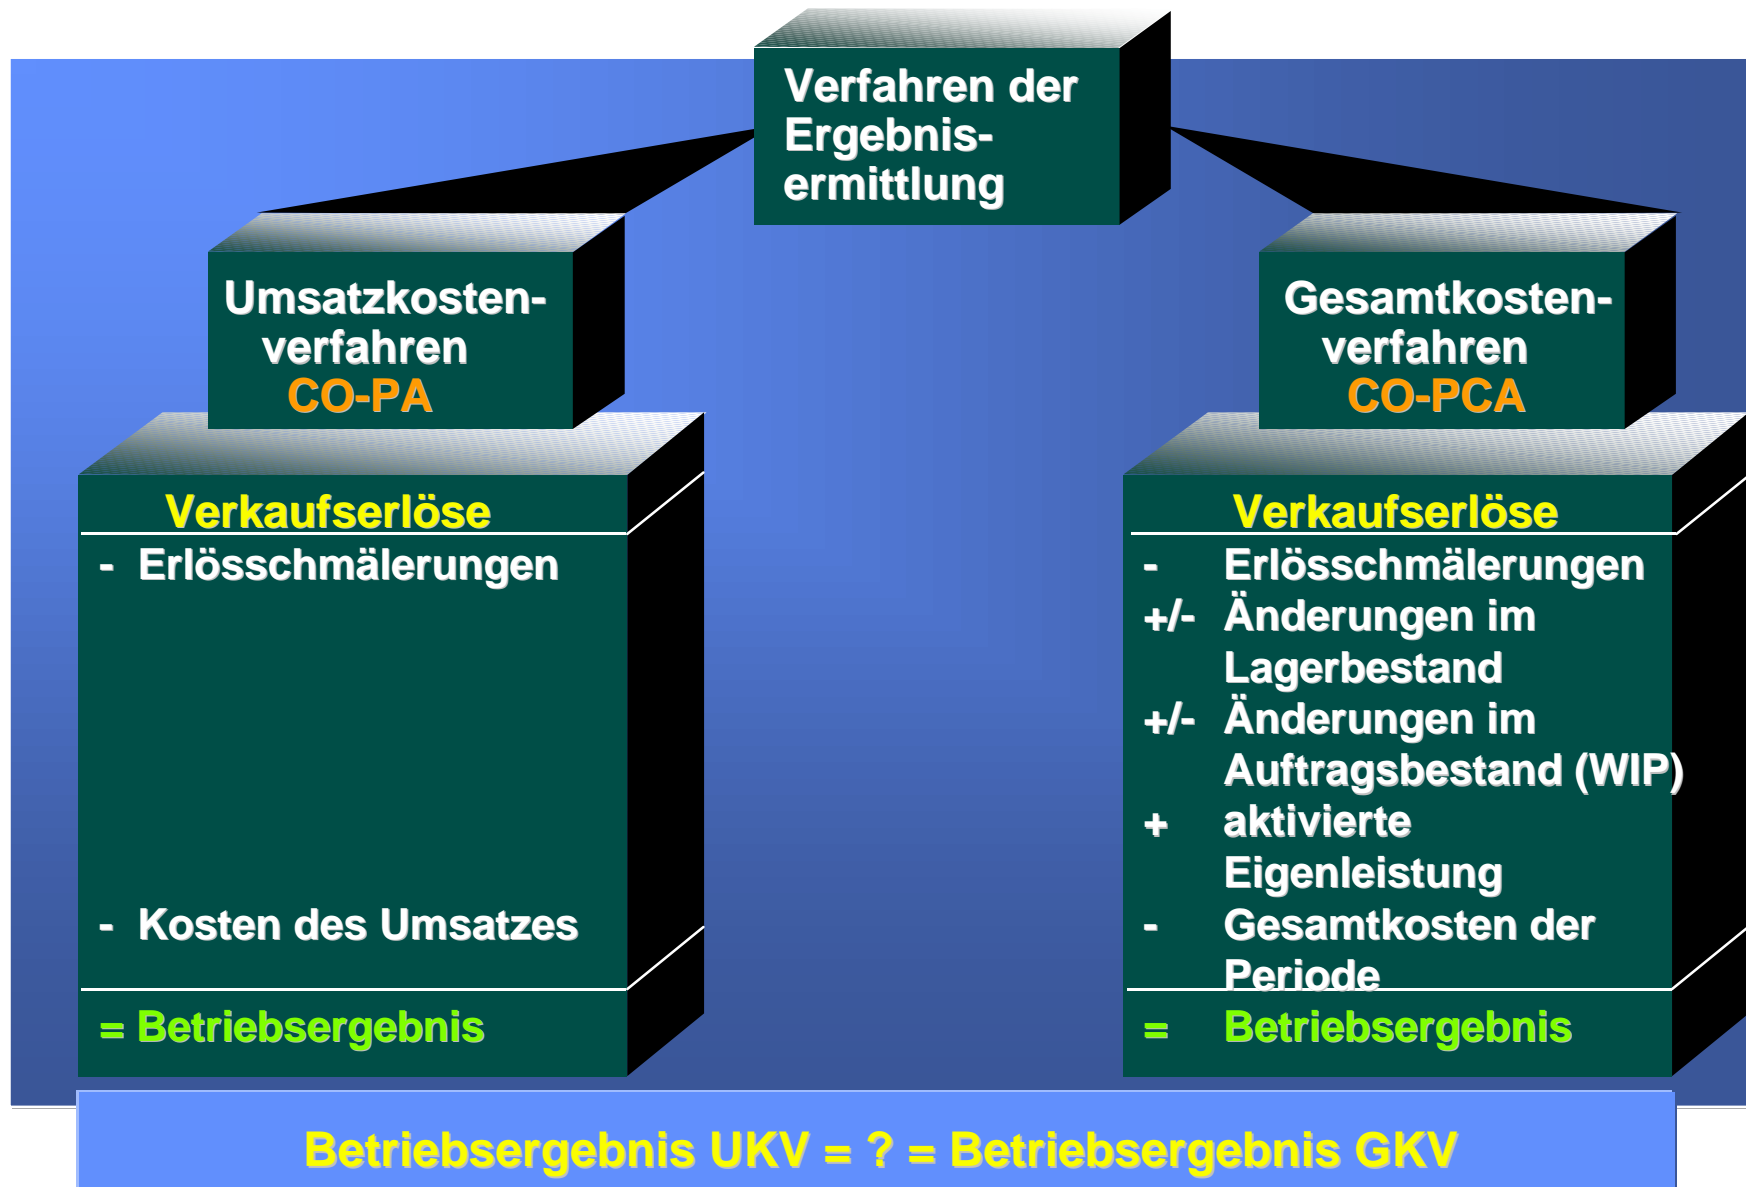 Verfahren der
Ergebnis-
ermittlung
Umsatzkosten-
verfahren
CO-PA
Verkaufserlöse
- Erlösschmälerungen
- Kosten des Umsatzes
= Betriebsergebnis
Gesamtkosten-
verfahren
CO-PCA
Verkaufserlöse
- Erlösschmälerungen
+/- Änderungen im
Lagerbestand
+/- Änderungen im
Auftragsbestand (WIP)
+ aktivierte
Eigenleistung
- Gesamtkosten der
Periode
= Betriebsergebnis
Betriebsergebnis UKV = ? = Betriebsergebnis GKV